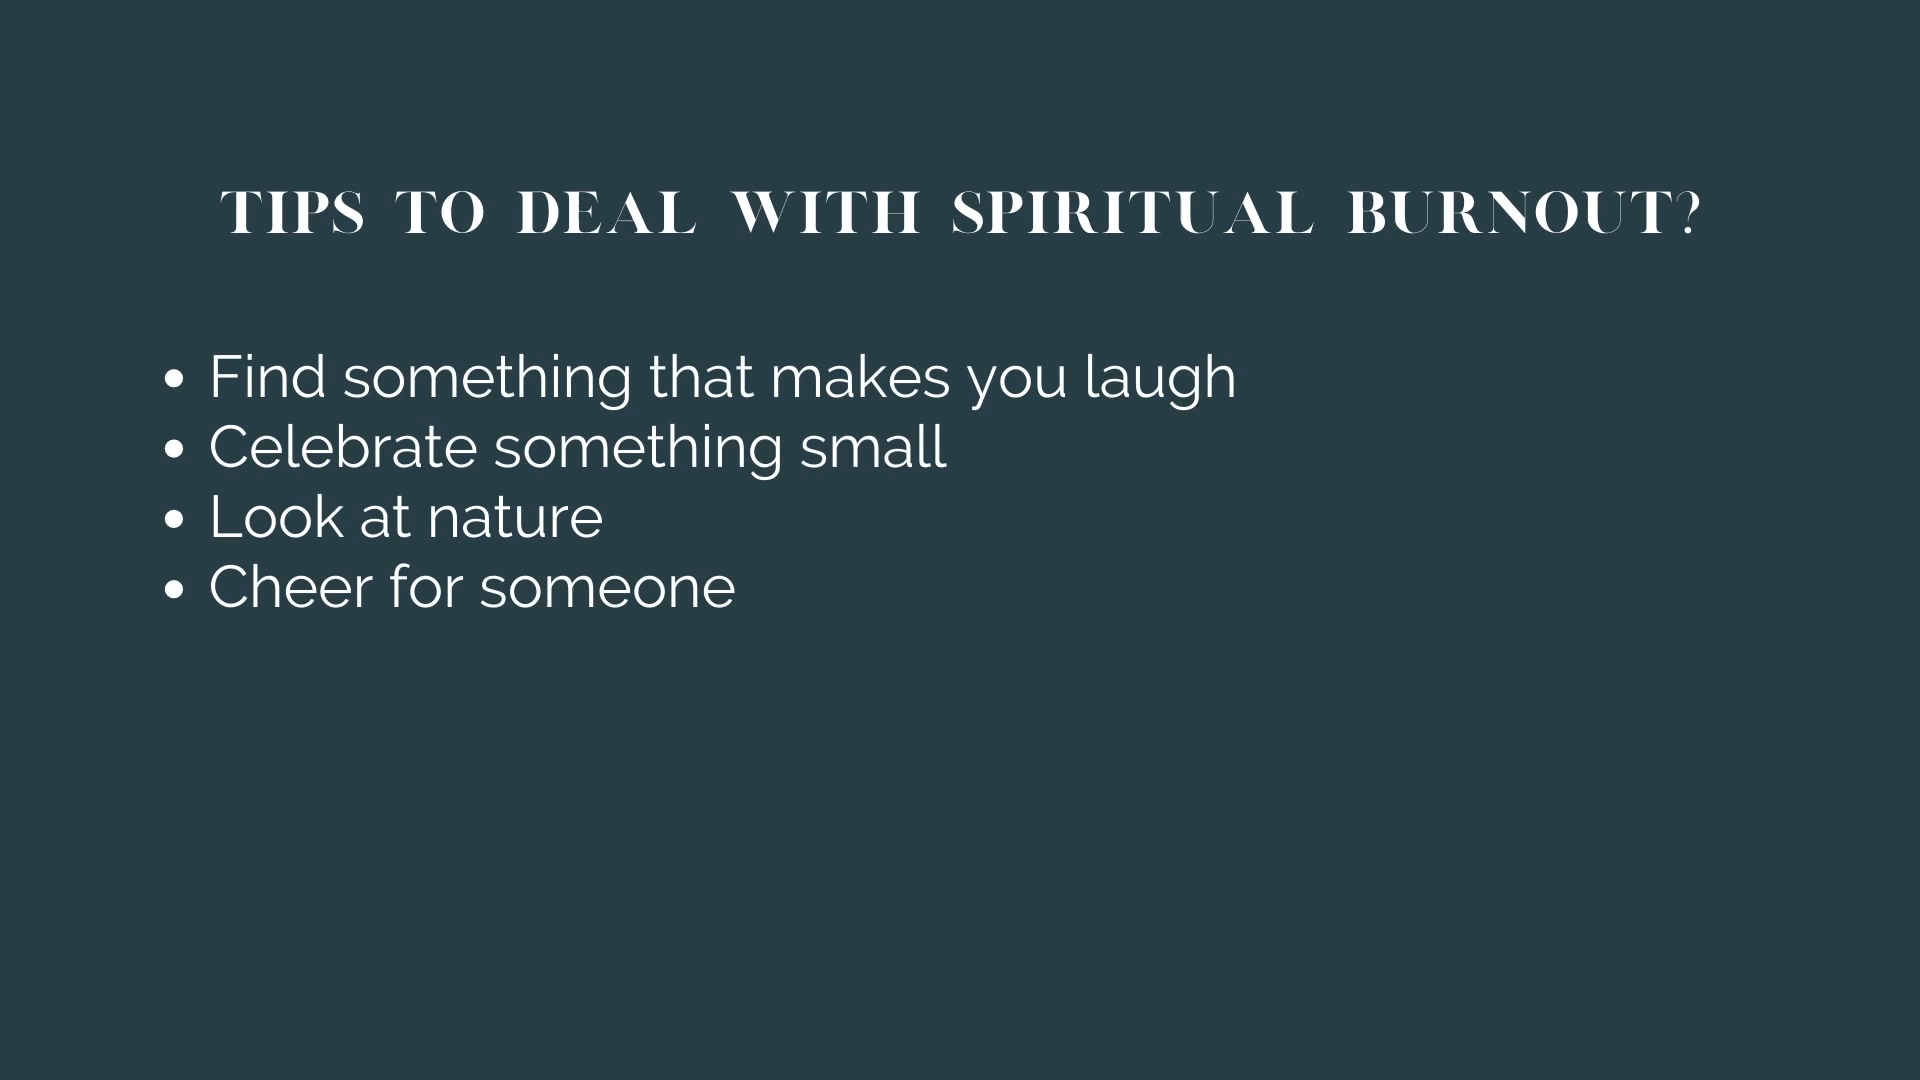 TIPS TO DEAL WITH SPIRITUAL BURNOUT?
• Find something that makes you laugh
• Celebrate something small
• Look at nature
• Cheer for someone